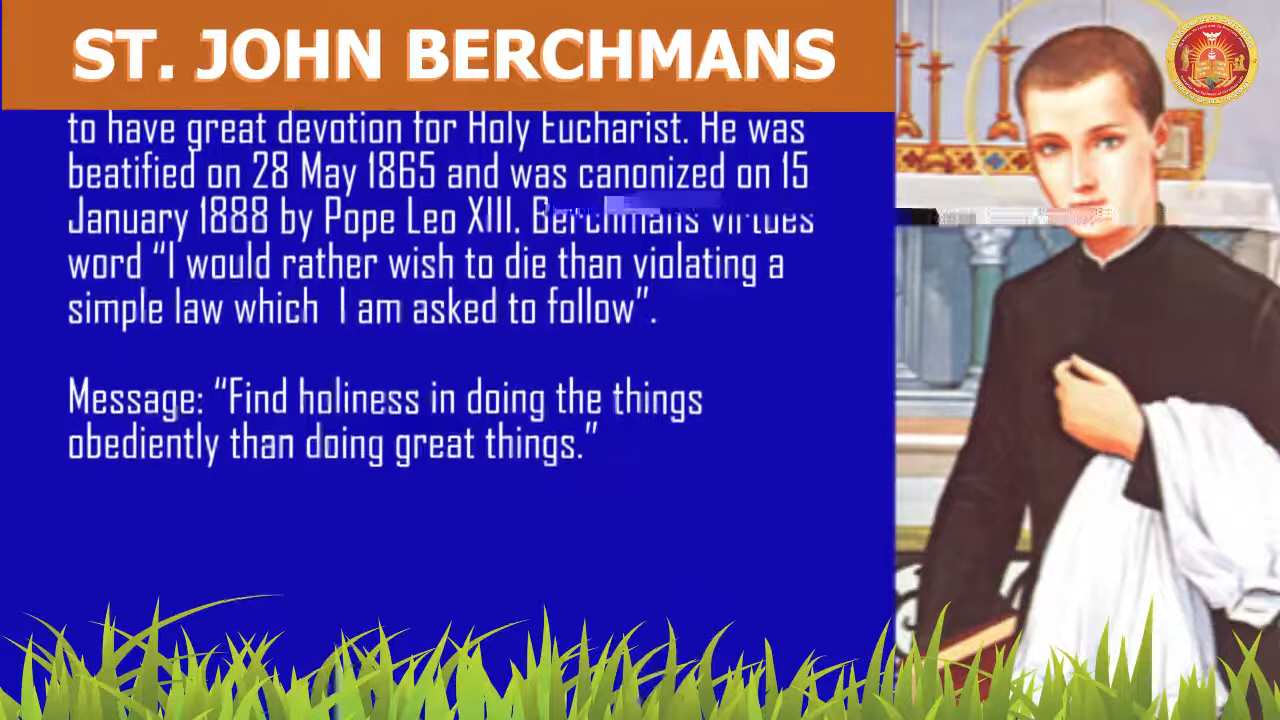 ST. JOHN BERCHMANS
to have great devotion for Holy Eucharist. He was
beatified on 28 May 1865 and was canonized on 15
January 1888 by Pope Leo XIII. Berchmans virtues
word “I would rather wish to die than violating a
simple law which I am asked to follow”.
Message: “Find holiness in doing the things
obediently than doing great things.”